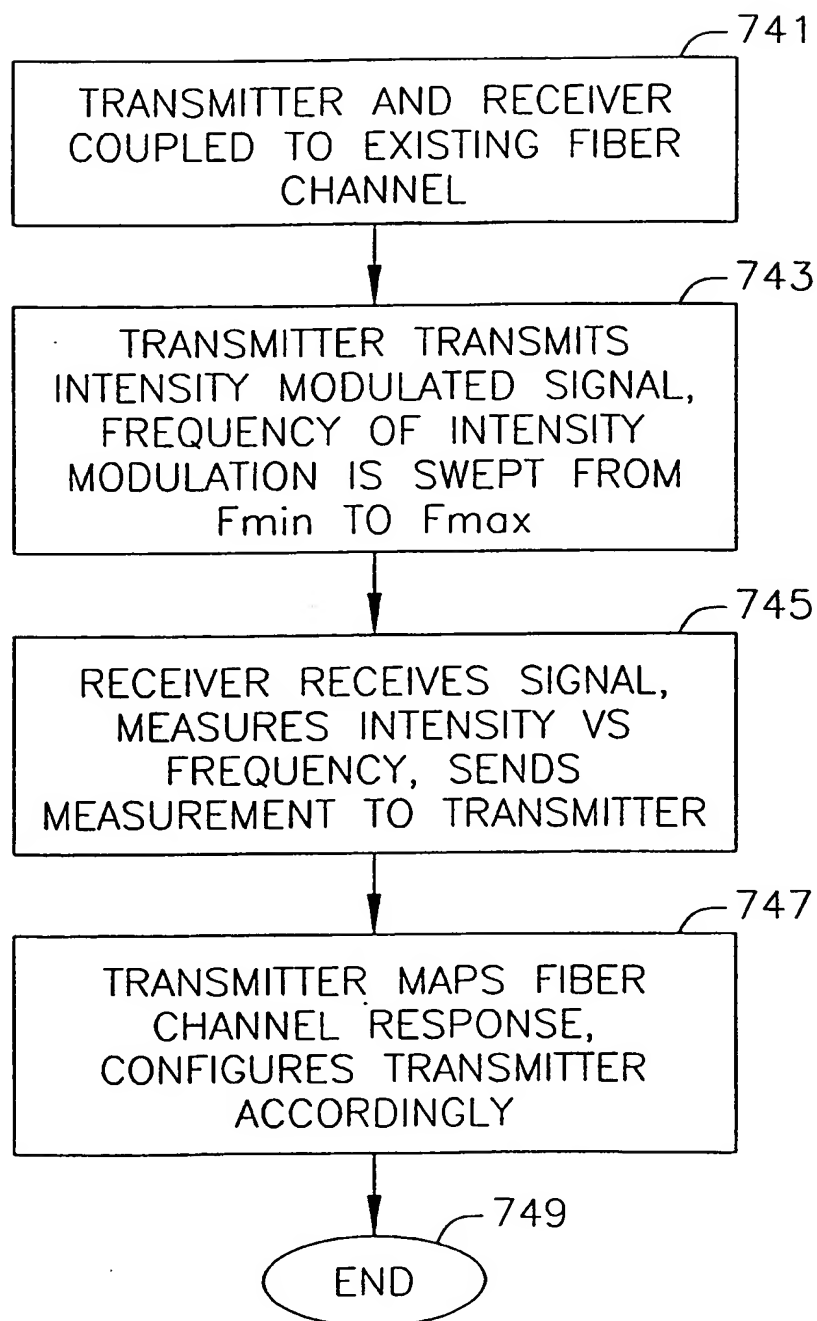 741
TRANSMITTER AND RECEIVER
COUPLED TO EXISTING FIBER
CHANNEL
743
TRANSMITTER TRANSMITS
INTENSITY MODULATED SIGNAL,
FREQUENCY OF INTENSITY
MODULATION IS SWEPT FROM
Fmin TO Fmax
745
RECEIVER RECEIVES SIGNAL,
MEASURES INTENSITY VS
FREQUENCY, SENDS
MEASUREMENT TO TRANSMITTER
747
TRANSMITTER MAPS FIBER
CHANNEL RESPONSE,
CONFIGURES TRANSMITTER
ACCORDINGLY
749
END